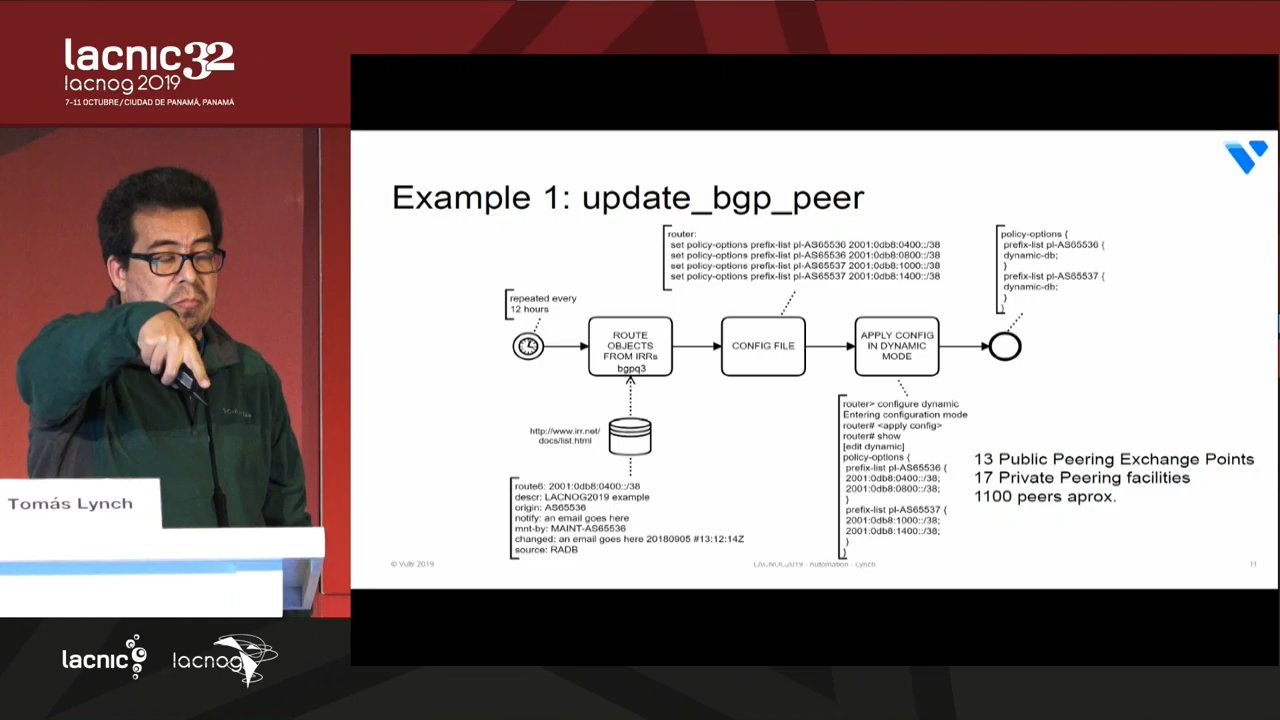 lacnic 32
lacnog 2019
7-11 OCTUBRE / CIUDAD DE PANAMÁ, PANAMÁ
Tomás Lynch
lacnic
lacnog
Example 1: update_bgp_peer
router:
set policy-options prefix-list pl-AS65536 2001:0db8:0400::/38
set policy-options prefix-list pl-AS65536 2001:0db8:0800::/38
set policy-options prefix-list pl-AS65537 2001:0db8:1000::/38
set policy-options prefix-list pl-AS65537 2001:0db8:1400::/38
policy-options {
prefix-list pl-AS65536 {
dynamic-db;
}
prefix-list pl-AS65537 {
dynamic-db;
}
}
repeated every
12 hours
ROUTE
OBJECTS
FROM IRRs
bgpq3
CONFIG FILE
APPLY CONFIG
IN DYNAMIC
MODE
http://www.irr.net/
docs/list.html
route6: 2001:0db8:0400::/38
descr: LACNOG2019 example
origin: AS65536
notify: an email goes here
mnt-by: MAINT-AS65536
changed: an email goes here 20180905 #13:12:14Z
source: RADB
router> configure dynamic
Entering configuration mode
router# <apply config>
router# show
[edit dynamic]
policy-options {
prefix-list pl-AS65536 {
2001:0db8:0400::/38;
2001:0db8:0800::/38;
}
prefix-list pl-AS65537 {
2001:0db8:1000::/38;
2001:0db8:1400::/38;
}
}
13 Public Peering Exchange Points
17 Private Peering facilities
1100 peers aprox.
© Vultr 2019
LACNOG2019 - Automation - Lynch
11